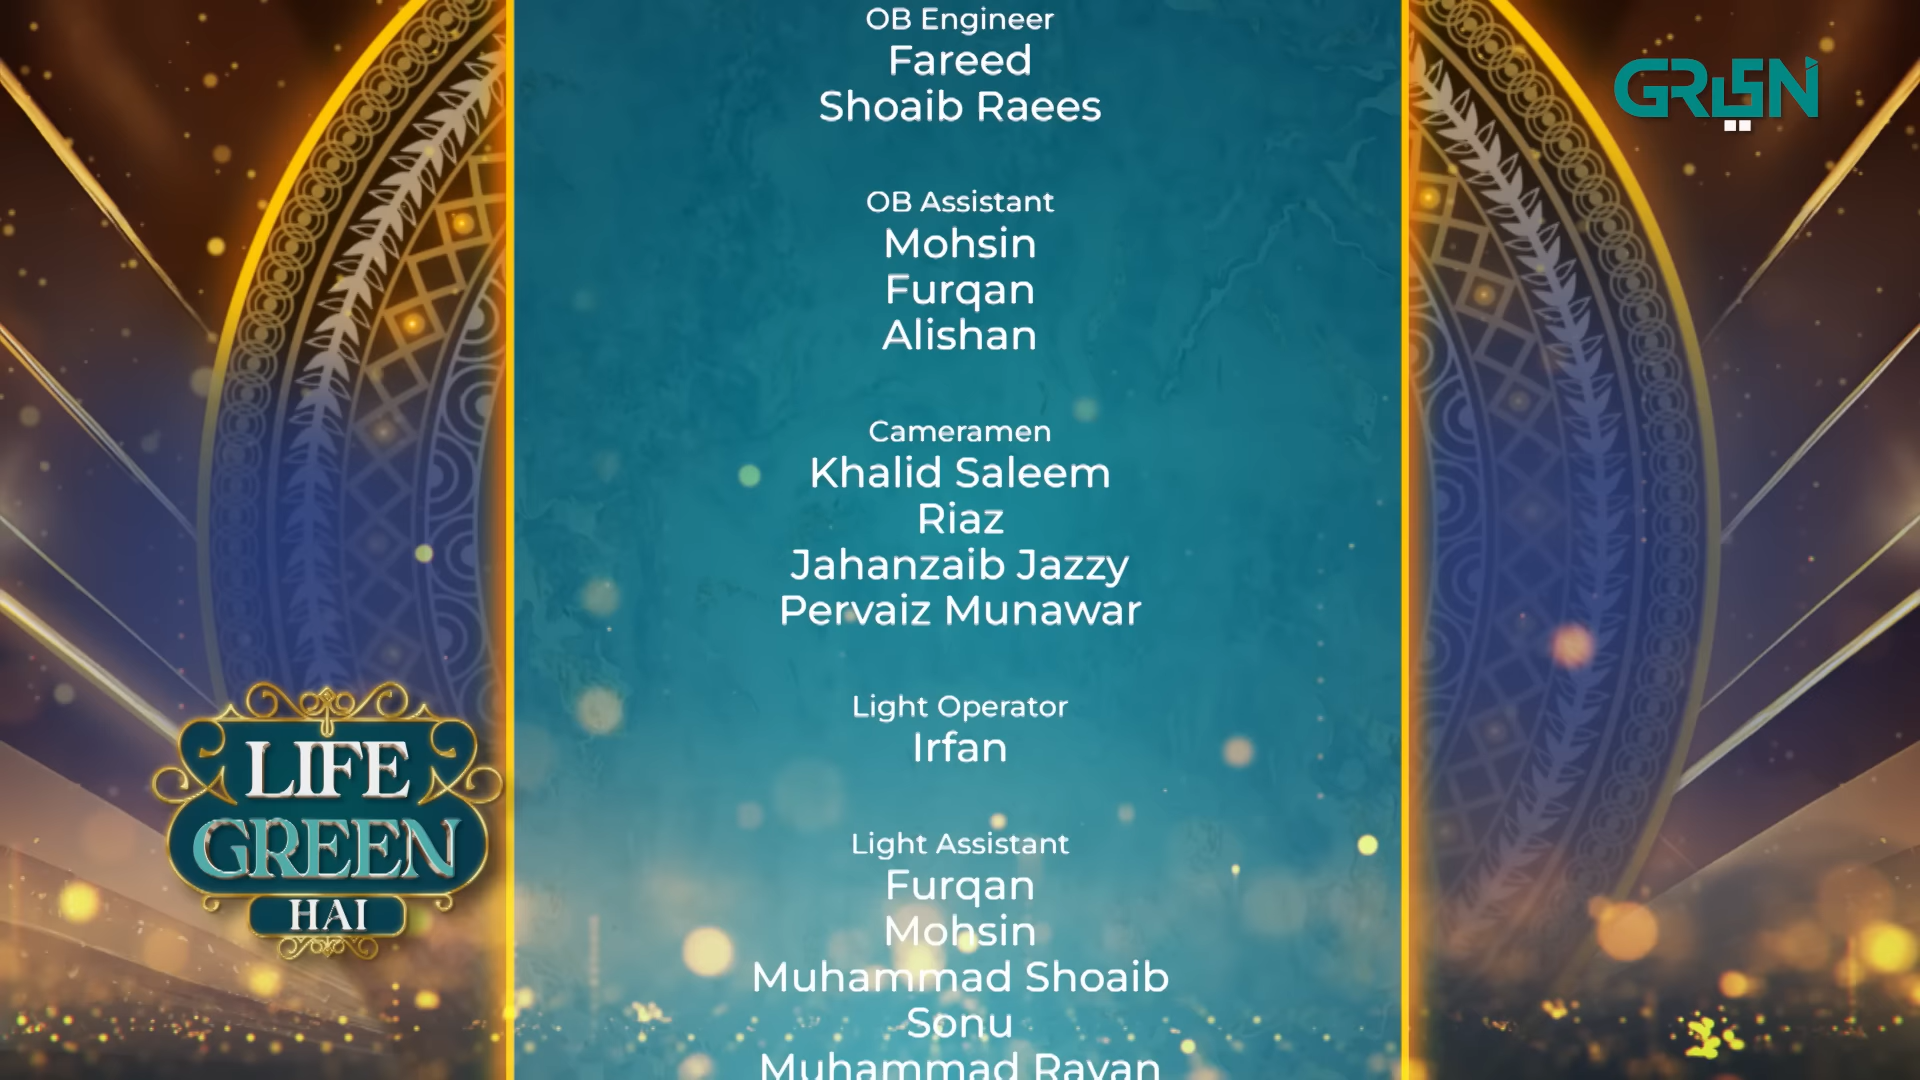 OB Engineer
Fareed
Shoaib Raees
OB Assistant
Mohsin
Furqan
Alishan
Cameramen
Khalid Saleem
Riaz
Jahanzaib Jazzy
Pervaiz Munawar
Light Operator
Irfan
Light Assistant
Furqan
Mohsin
Muhammad Shoaib
Sonu
Muhammad Rayan
LIFE
GREEN
HAI